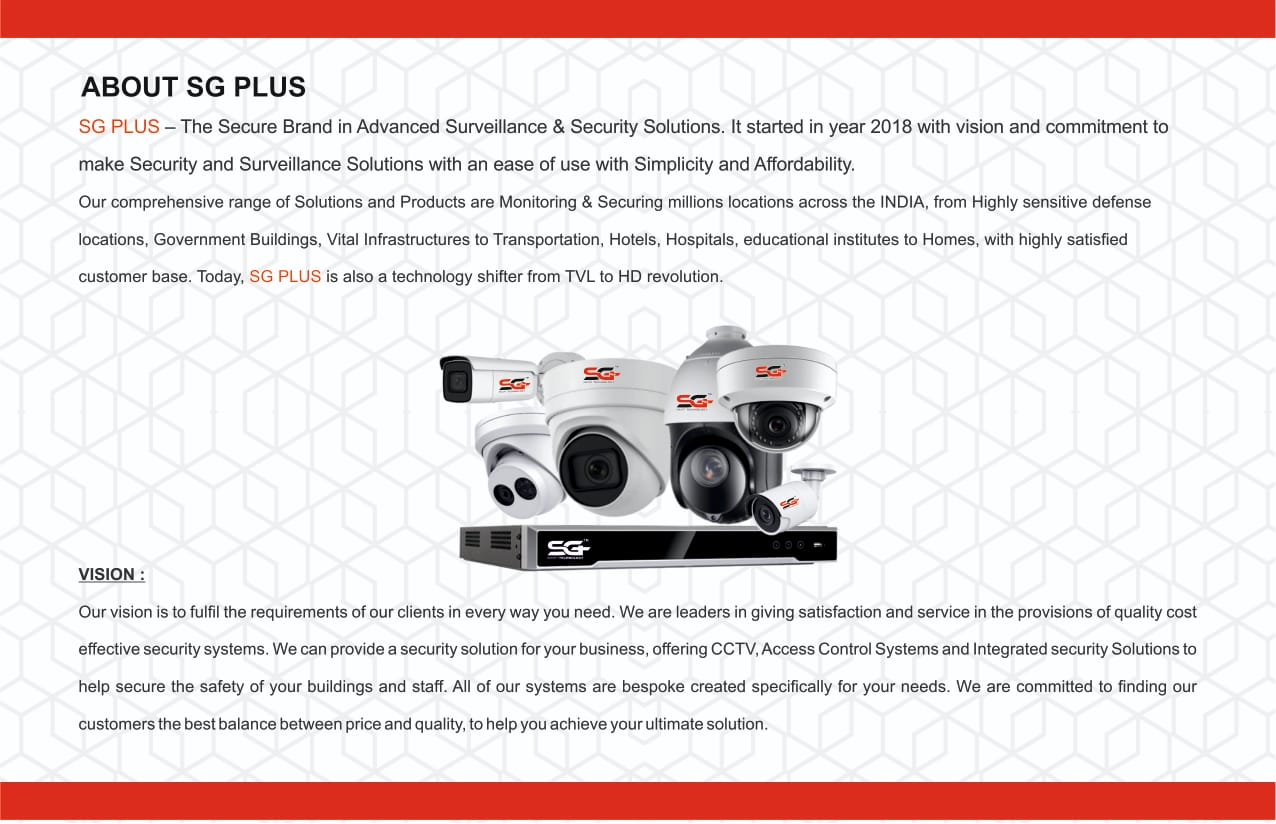 ABOUT SG PLUS
SG PLUS – The Secure Brand in Advanced Surveillance & Security Solutions. It started in year 2018 with vision and commitment to
make Security and Surveillance Solutions with an ease of use with Simplicity and Affordability.
Our comprehensive range of Solutions and Products are Monitoring & Securing millions locations across the INDIA, from Highly sensitive defense
locations, Government Buildings, Vital Infrastructures to Transportation, Hotels, Hospitals, educational institutes to Homes, with highly satisfied
customer base. Today, SG PLUS is also a technology shifter from TVL to HD revolution.
SG
SG
SG
SG
SG
SG
VISION :
Our vision is to fulfil the requirements of our clients in every way you need. We are leaders in giving satisfaction and service in the provisions of quality cost
effective security systems. We can provide a security solution for your business, offering CCTV, Access Control Systems and Integrated security Solutions to
help secure the safety of your buildings and staff. All of our systems are bespoke created specifically for your needs. We are committed to finding our
customers the best balance between price and quality, to help you achieve your ultimate solution.